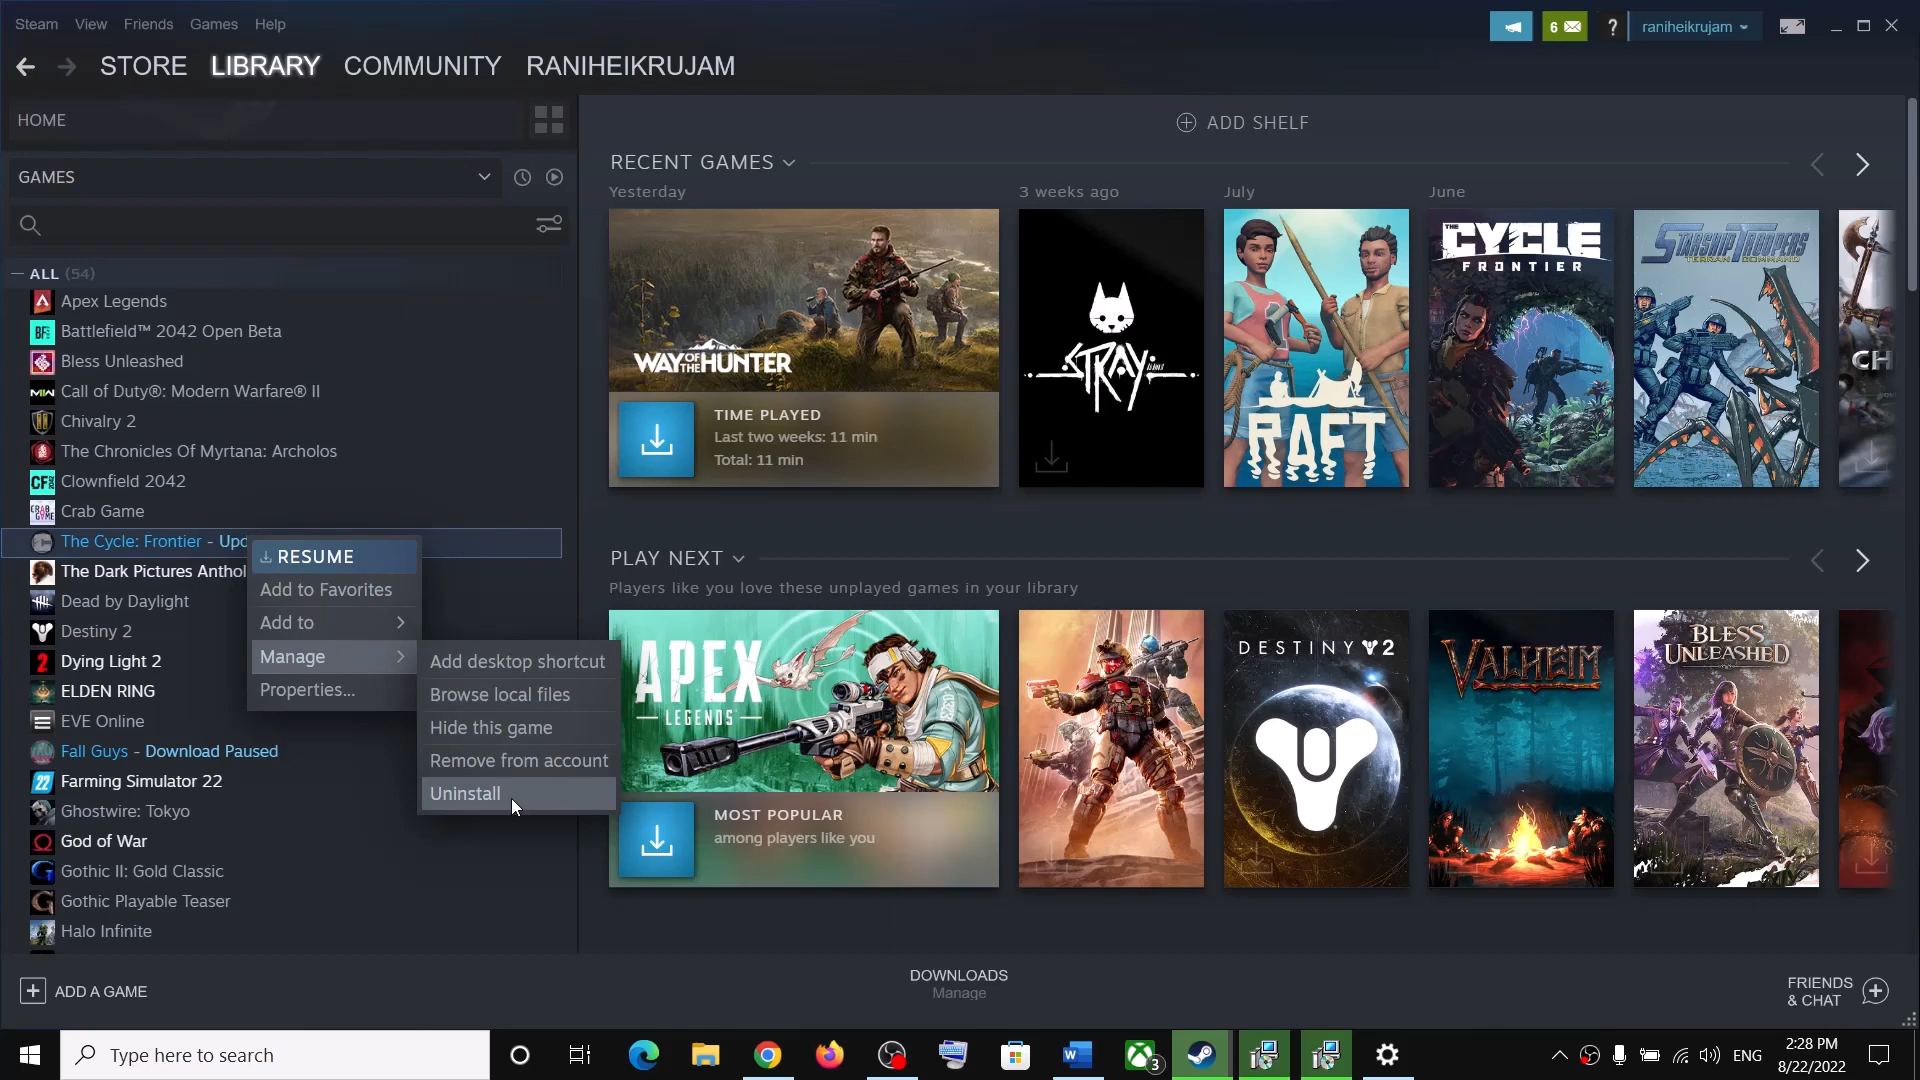 Steam View Friends Games Help
6 raniheikrujam
STORE LIBRARY COMMUNITY RANIHEIKRUJAM
HOME
GAMES
ALL (54)
Apex Legends
Battlefield™ 2042 Open Beta
Bless Unleashed
Call of Duty®: Modern Warfare® II
Chivalry 2
The Chronicles Of Myrtana: Archolos
Clownfield 2042
Crab Game
The Cycle: Frontier - Upd
The Dark Pictures Anthol
Dead by Daylight
Destiny 2
Dying Light 2
ELDEN RING
EVE Online
Fall Guys - Download Paused
Farming Simulator 22
Ghostwire: Tokyo
God of War
Gothic II: Gold Classic
Gothic Playable Teaser
Halo Infinite
RESUME
Add to Favorites
Add to
Manage
Properties...
Add desktop shortcut
Browse local files
Hide this game
Remove from account
Uninstall
ADD SHELF
RECENT GAMES
Yesterday
3 weeks ago
July
June
WAY OF THE HUNTER
TIME PLAYED
Last two weeks: 11 min
Total: 11 min
STRAY
RAFT
THE CYCLE
FRONTIER
STARSHIP TROOPERS
TERRAN COMMAND
CH
PLAY NEXT
Players like you love these unplayed games in your library
APEX
LEGENDS
MOST POPULAR
among players like you
DESTINY 2
VALHEIM
BLESS
UNLEASHED
ADD A GAME
DOWNLOADS
Manage
FRIENDS
& CHAT
Type here to search
3
ENG
2:28 PM
8/22/2022